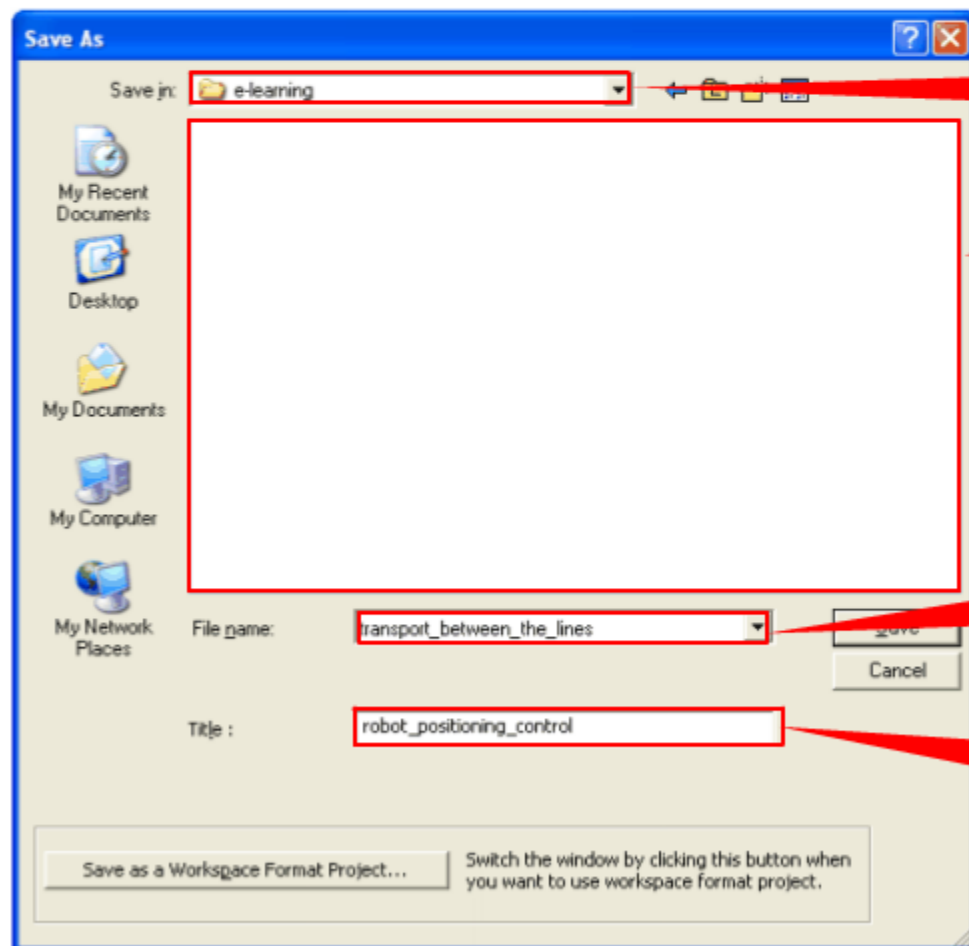 Save As
Save in: e-learning
My Recent
Documents
Desktop
My Documents
My Computer
My Network
Places
File name: transport_between_the_lines
Cancel
Title : robot_positioning_control
Save as a Workspace Format Project...
Switch the window by clicking this button when
you want to use workspace format project.